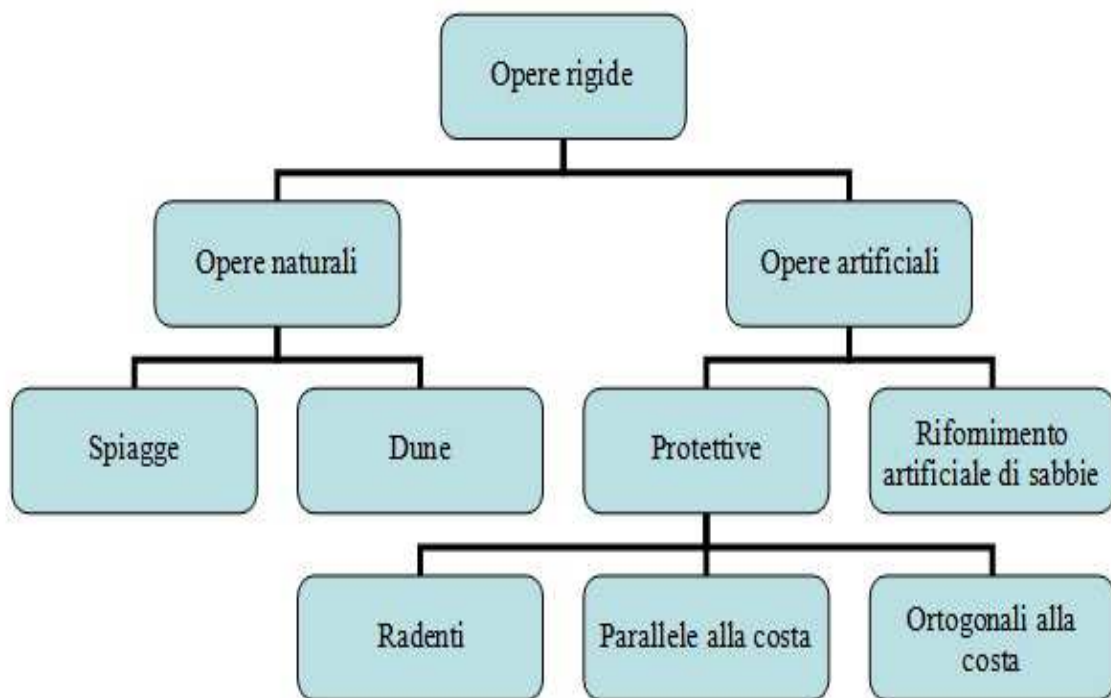 Opere rigide
Opere naturali
Opere artificiali
Spiagge
Dune
Protettive
Rifornimento
artificiale di sabbie
Radenti
Parallele alla costa
Ortogonali alla
costa